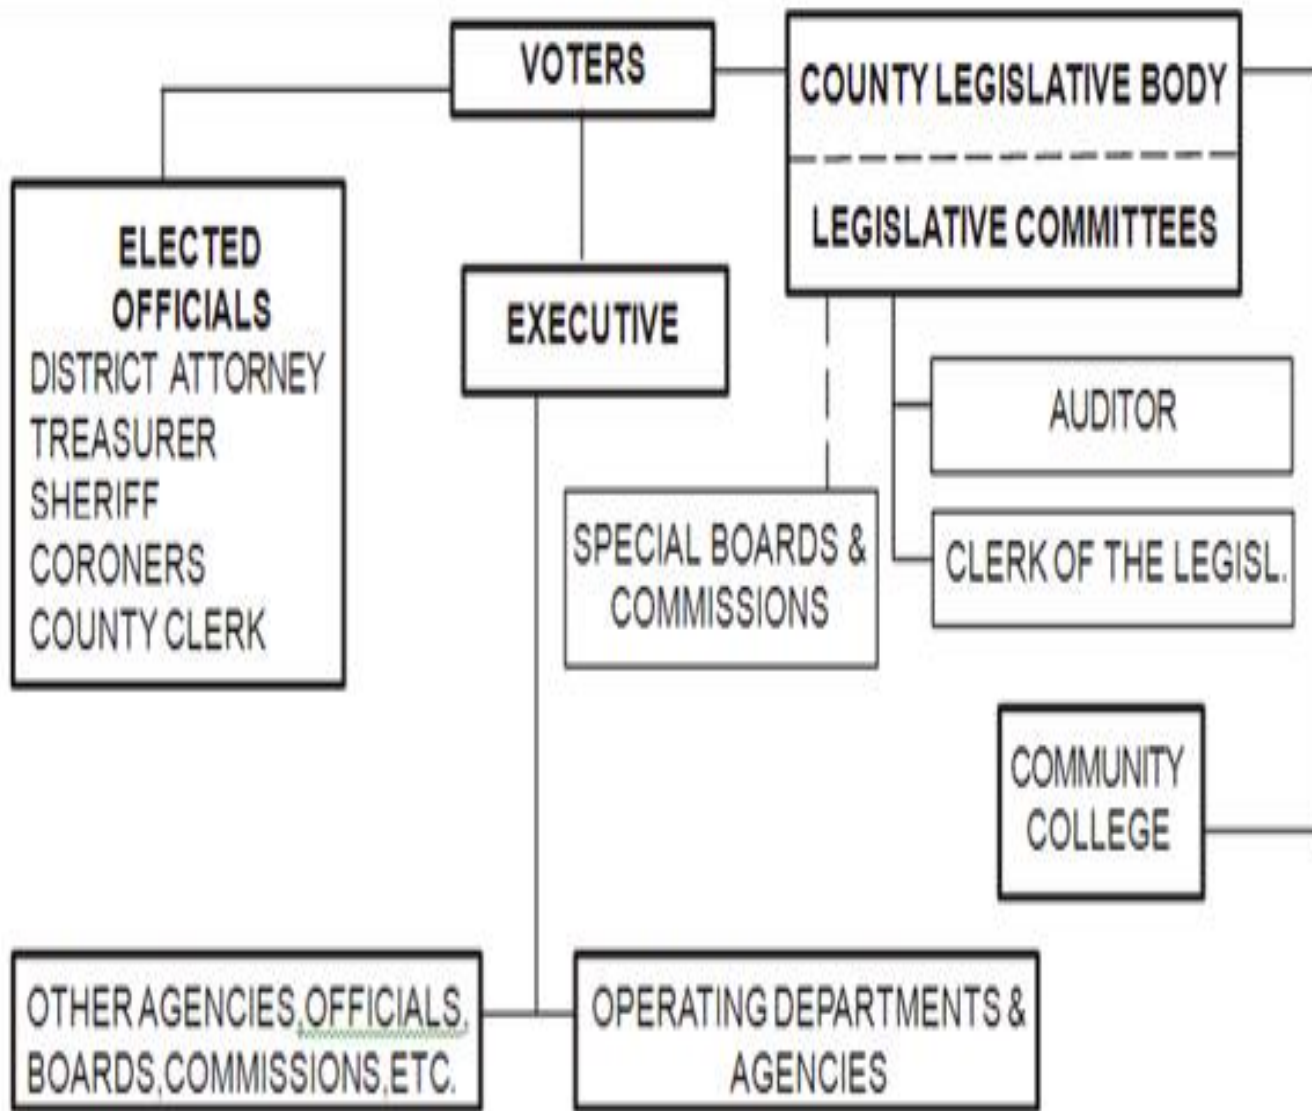 VOTERS
COUNTY LEGISLATIVE BODY
LEGISLATIVE COMMITTEES
ELECTED
OFFICIALS
DISTRICT ATTORNEY
TREASURER
SHERIFF
CORONERS
COUNTY CLERK
EXECUTIVE
AUDITOR
SPECIAL BOARDS &
COMMISSIONS
CLERK OF THE LEGISL.
COMMUNITY
COLLEGE
OTHER AGENCIES,OFFICIALS,
BOARDS,COMMISSIONS,ETC.
OPERATING DEPARTMENTS &
AGENCIES